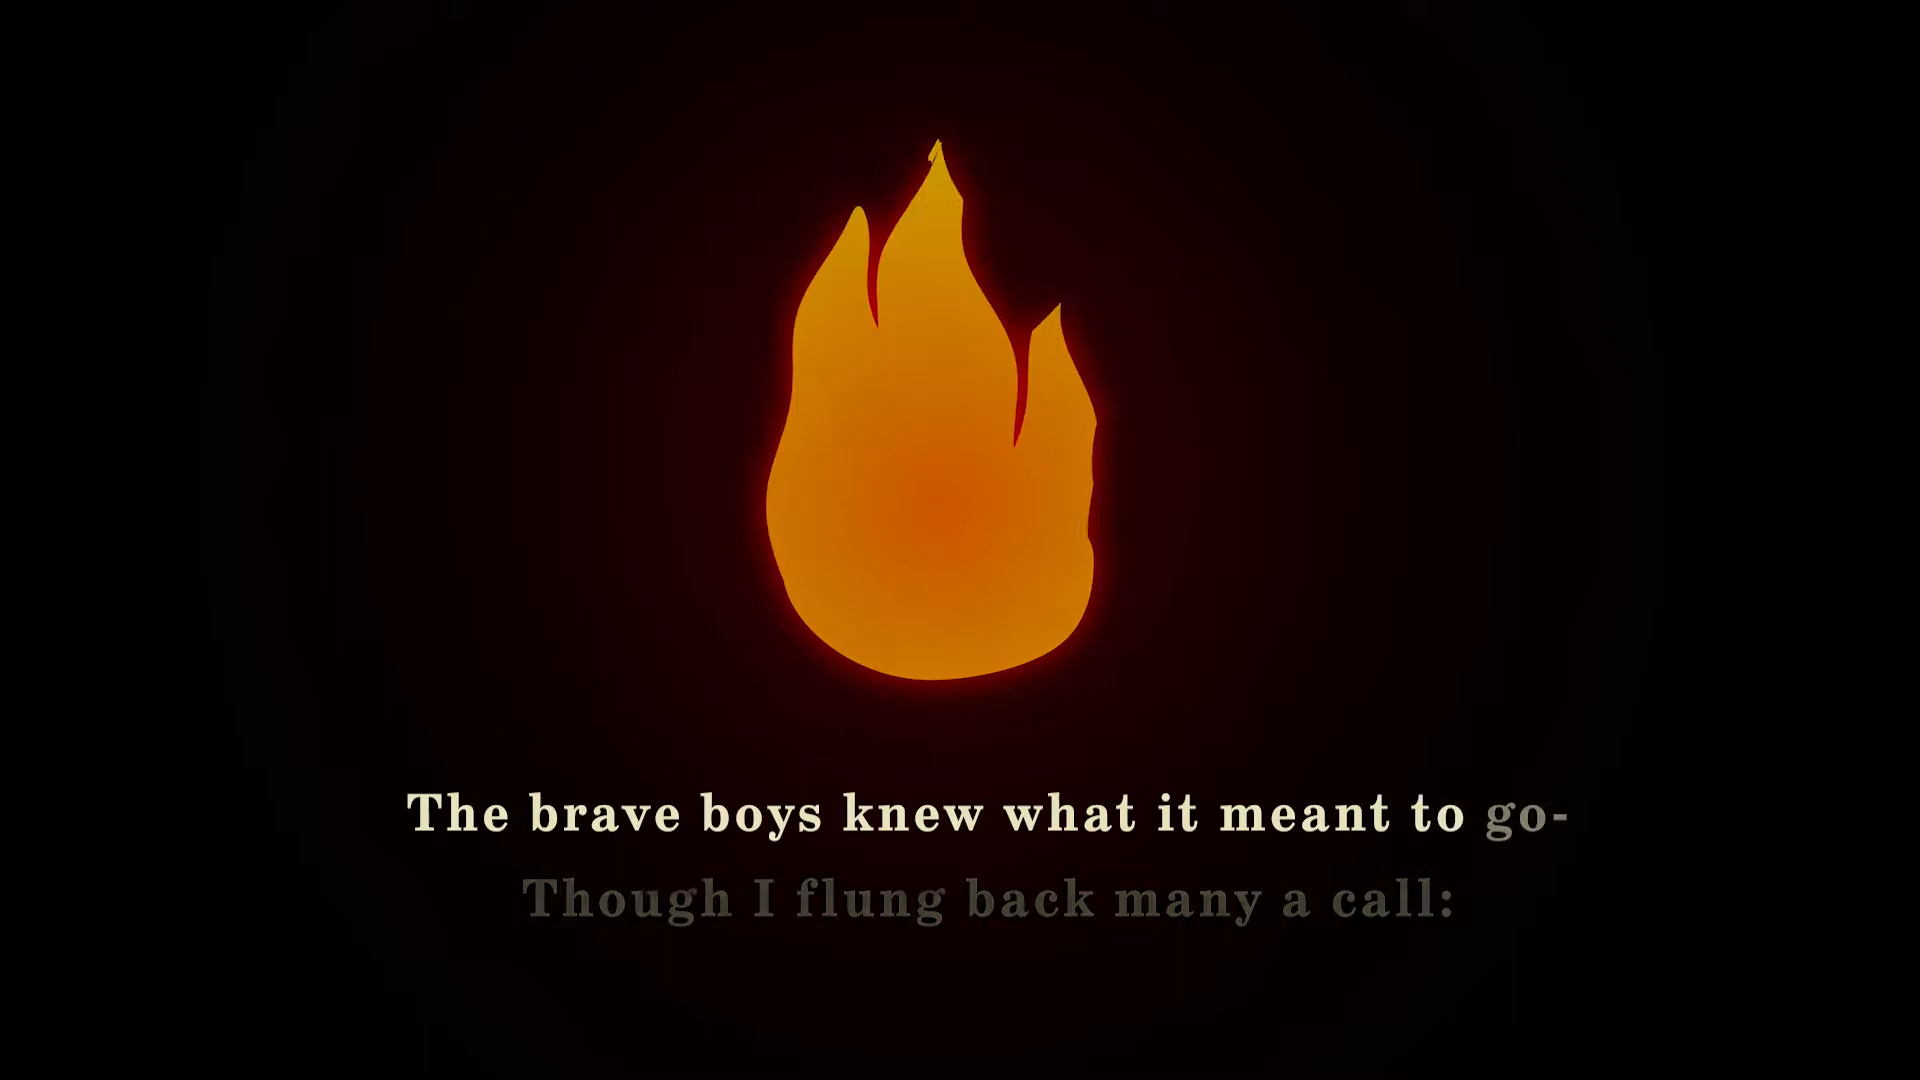 The brave boys knew what it meant to go-
Though I flung back many a call: